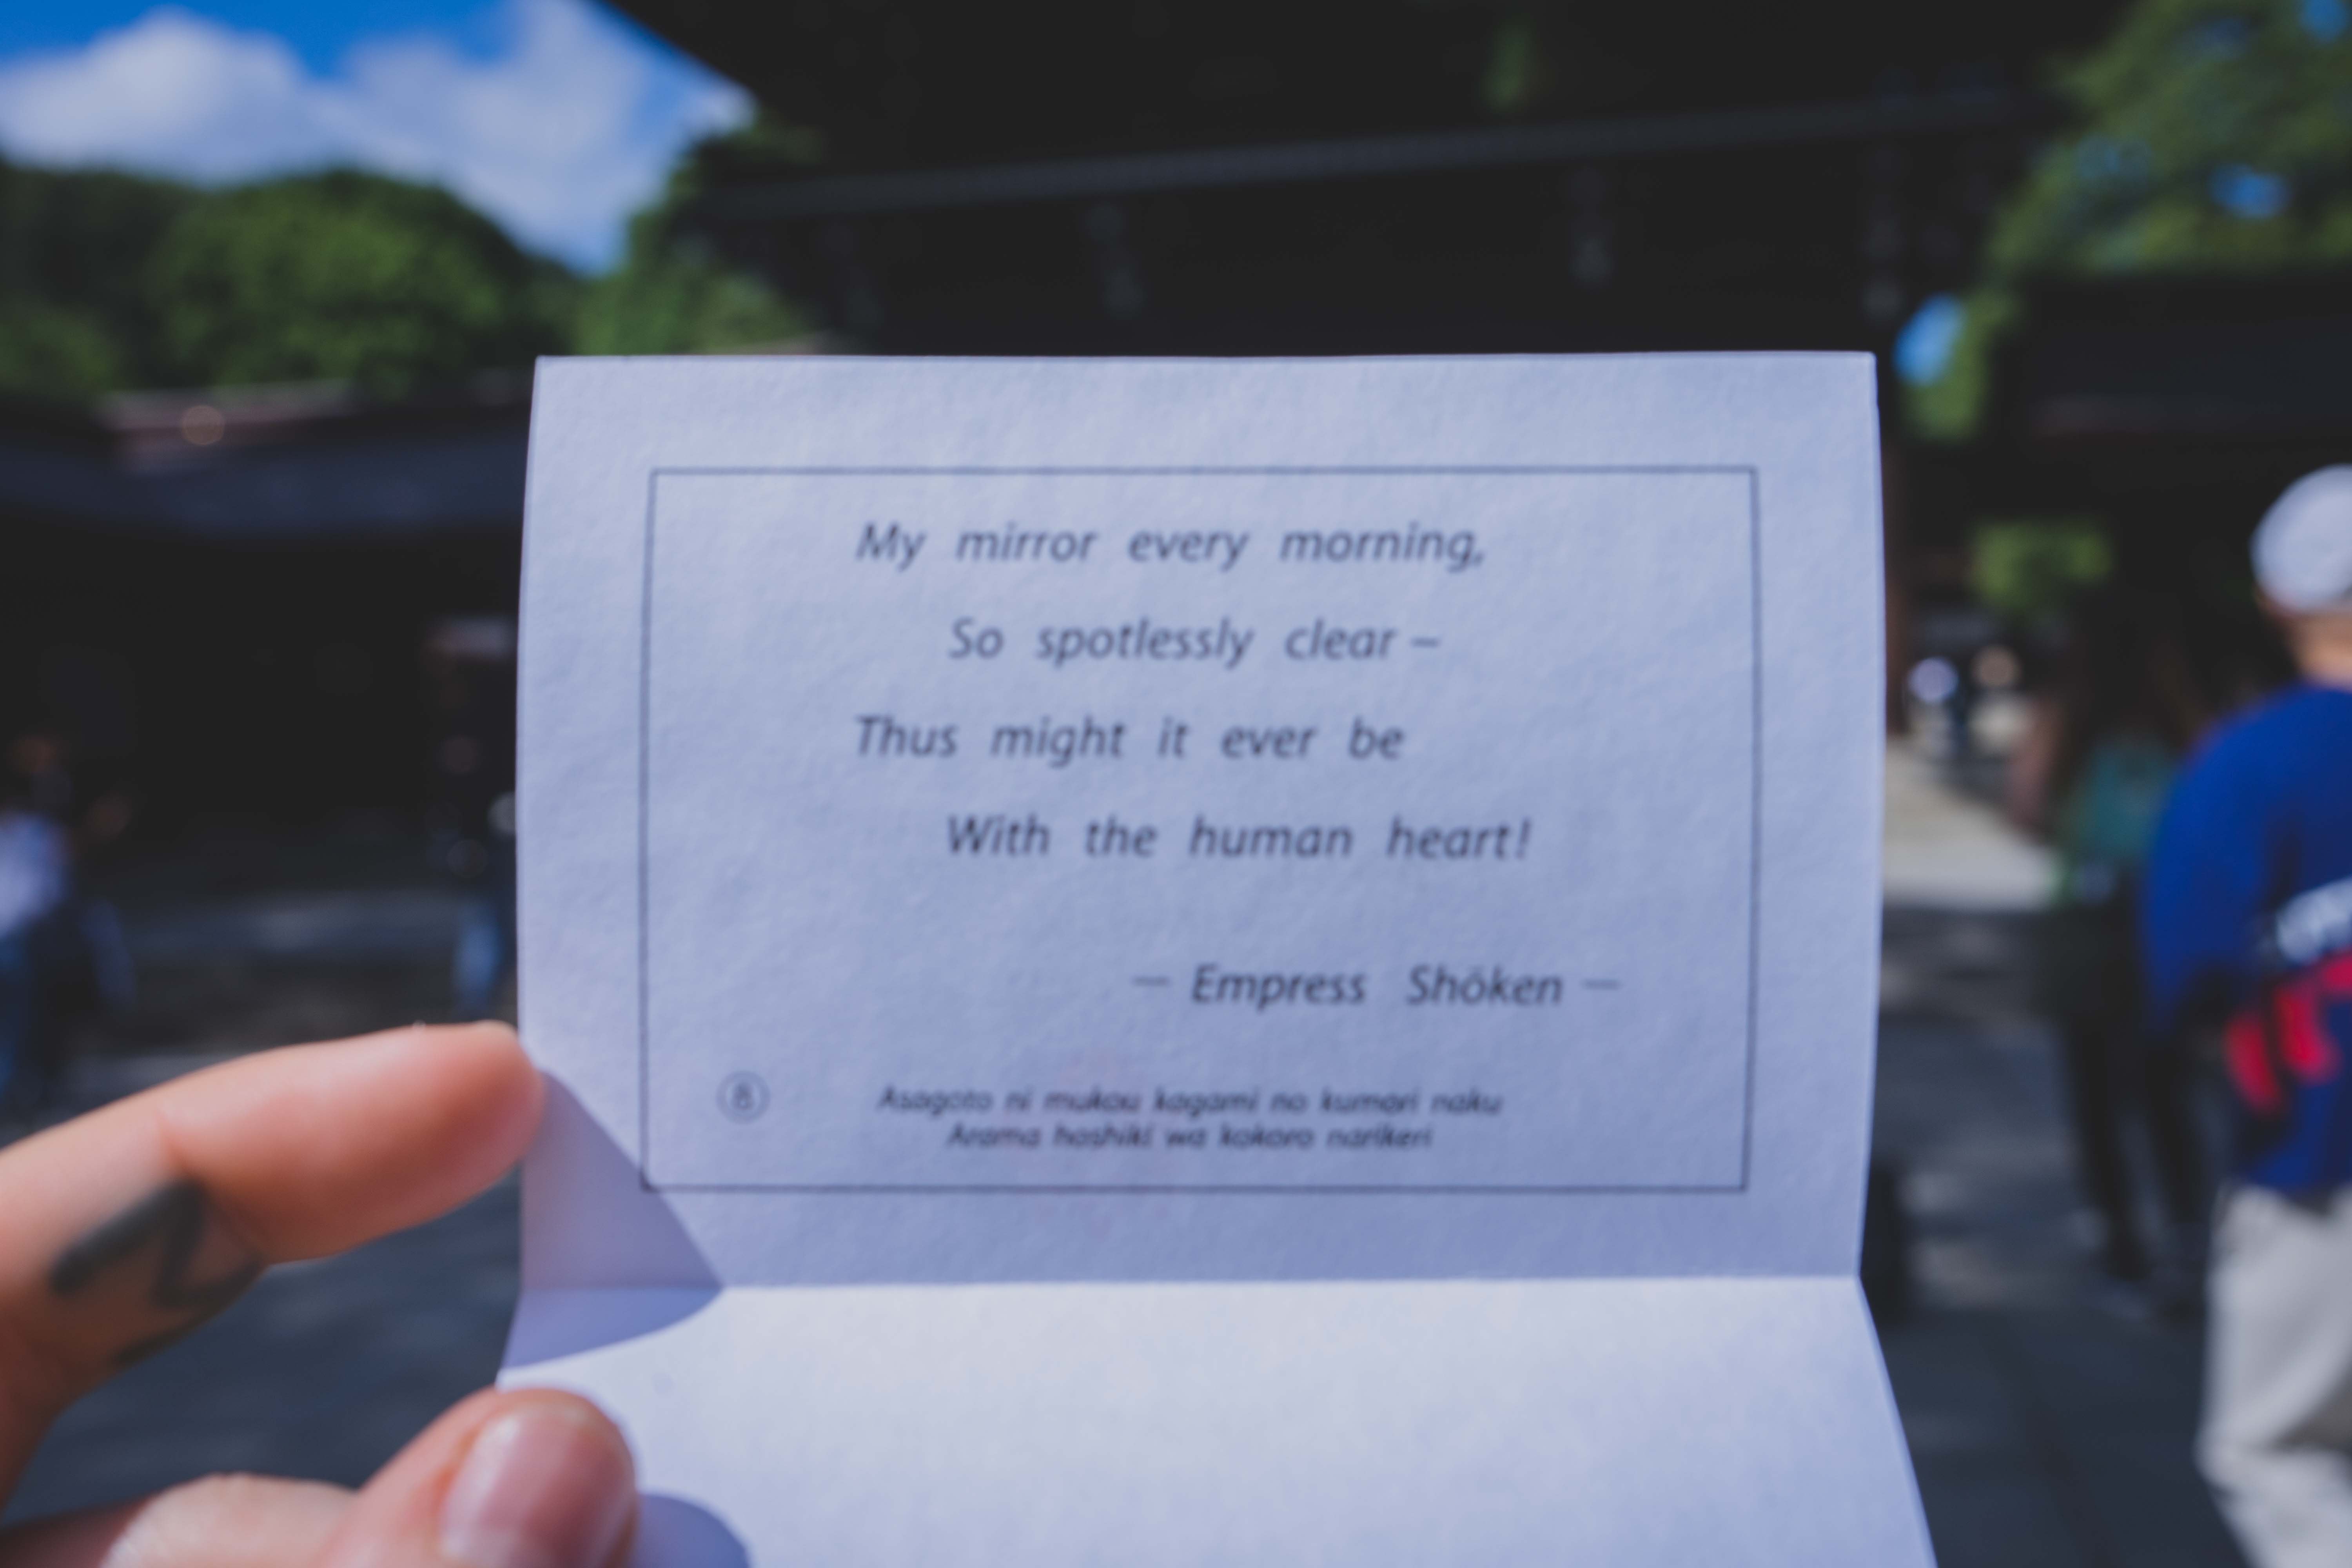 My mirror every morning,
So spotlessly clear –
Thus might it ever be
With the human heart!
— Empress Shōken —
⑧ Asagoto ni mukou kagami no kumori naku
Arama hoshiki wa kokoro narikeri